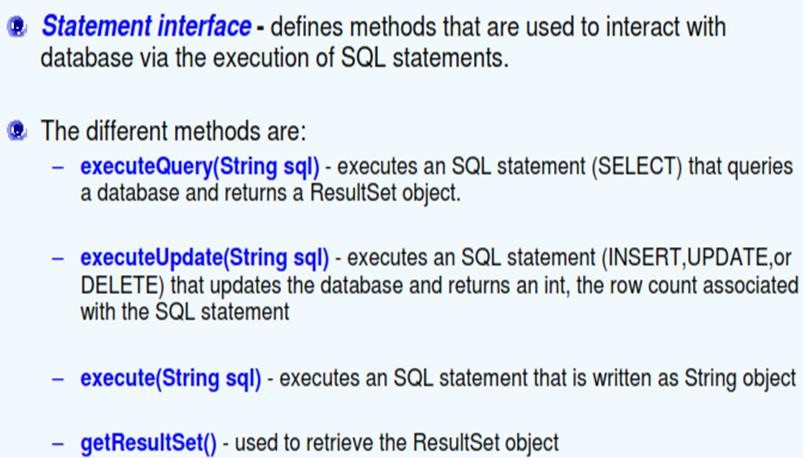 Statement interface - defines methods that are used to interact with
database via the execution of SQL statements.
The different methods are:
– executeQuery(String sql) - executes an SQL statement (SELECT) that queries
a database and returns a ResultSet object.
– executeUpdate(String sql) - executes an SQL statement (INSERT,UPDATE,or
DELETE) that updates the database and returns an int, the row count associated
with the SQL statement
– execute(String sql) - executes an SQL statement that is written as String object
– getResultSet() - used to retrieve the ResultSet object